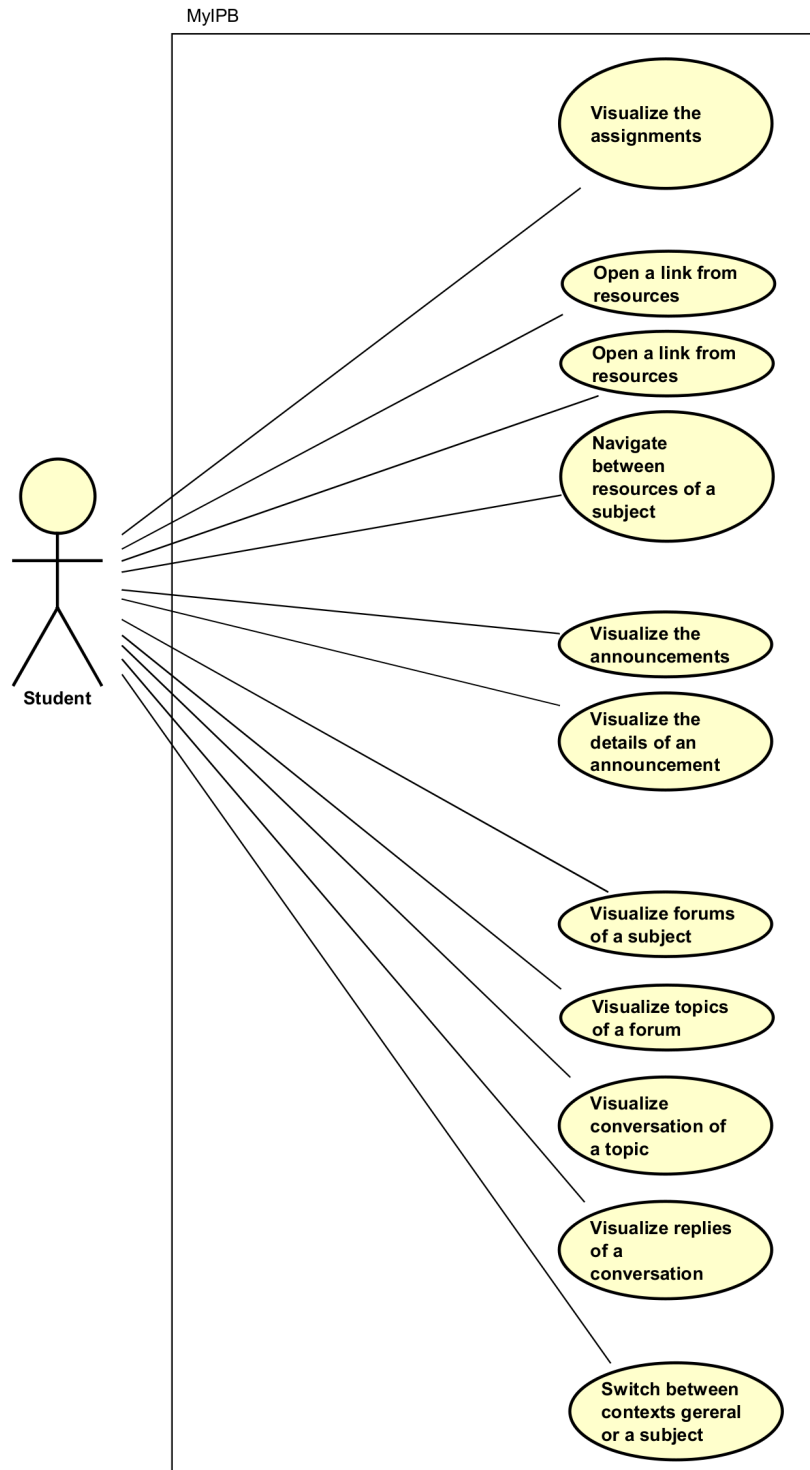 MyIPB
Visualize the
assignments
Open a link from
resources
Open a link from
resources
Navigate
between
resources of a
subject
Student
Visualize the
announcements
Visualize the
details of an
announcement
Visualize forums
of a subject
Visualize topics
of a forum
Visualize
conversation of
a topic
Visualize replies
of a
conversation
Switch between
contexts gereral
or a subject